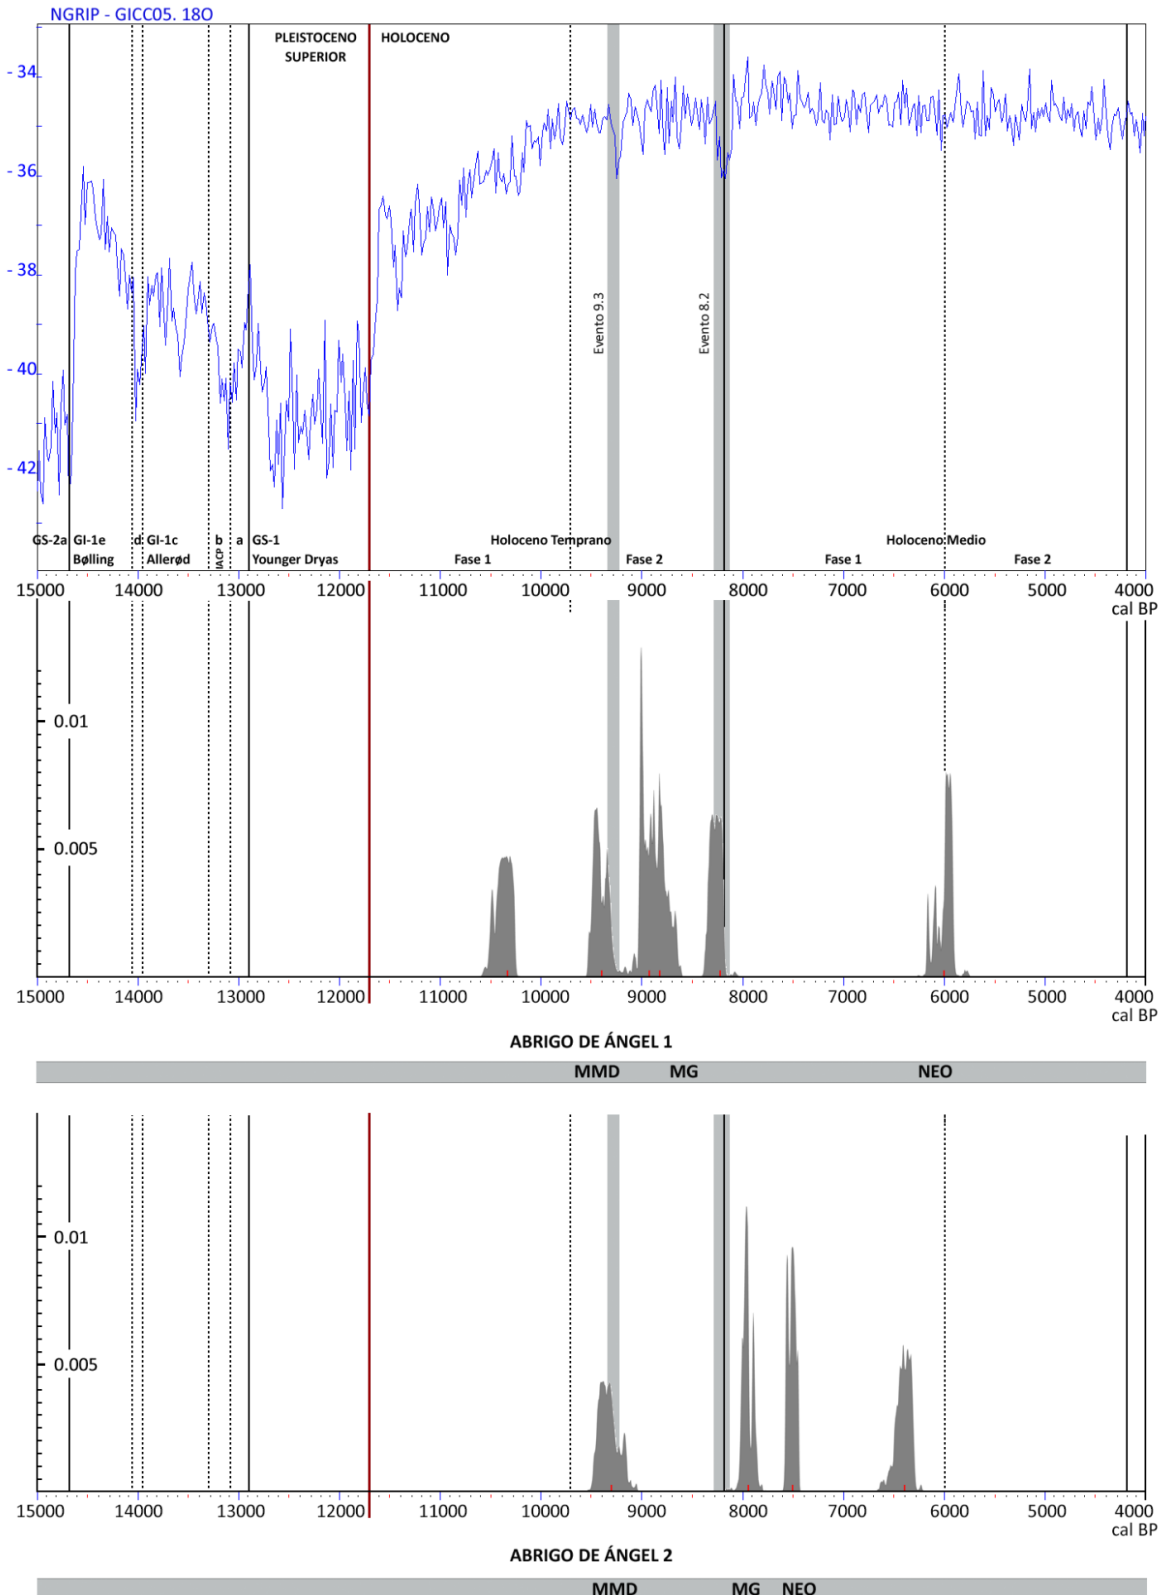 NGRIP - GICC05. 18O
PLEISTOCENO HOLOCENO
SUPERIOR
- 34
- 36
- 38
- 40
- 42
Evento 9.3
Evento 8.2
GS-2a GI-1e d GI-1c b a GS-1 Holoceno Temprano Holoceno Medio
Bølling Allerød IACP Younger Dryas Fase 1 Fase 2 Fase 1 Fase 2
15000 14000 13000 12000 11000 10000 9000 8000 7000 6000 5000 4000
cal BP
0.01
0.005
15000 14000 13000 12000 11000 10000 9000 8000 7000 6000 5000 4000
cal BP
ABRIGO DE ÁNGEL 1
MMD MG NEO
0.01
0.005
15000 14000 13000 12000 11000 10000 9000 8000 7000 6000 5000 4000
cal BP
ABRIGO DE ÁNGEL 2
MMD MG NEO